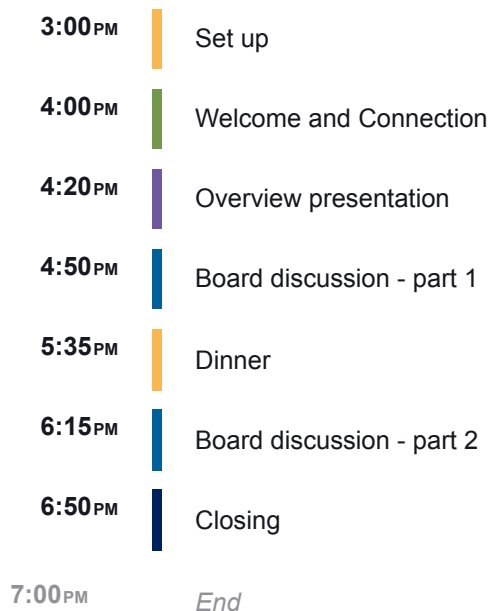 3:00PM Set up
4:00PM Welcome and Connection
4:20PM Overview presentation
4:50PM Board discussion - part 1
5:35PM Dinner
6:15PM Board discussion - part 2
6:50PM Closing
7:00PM End